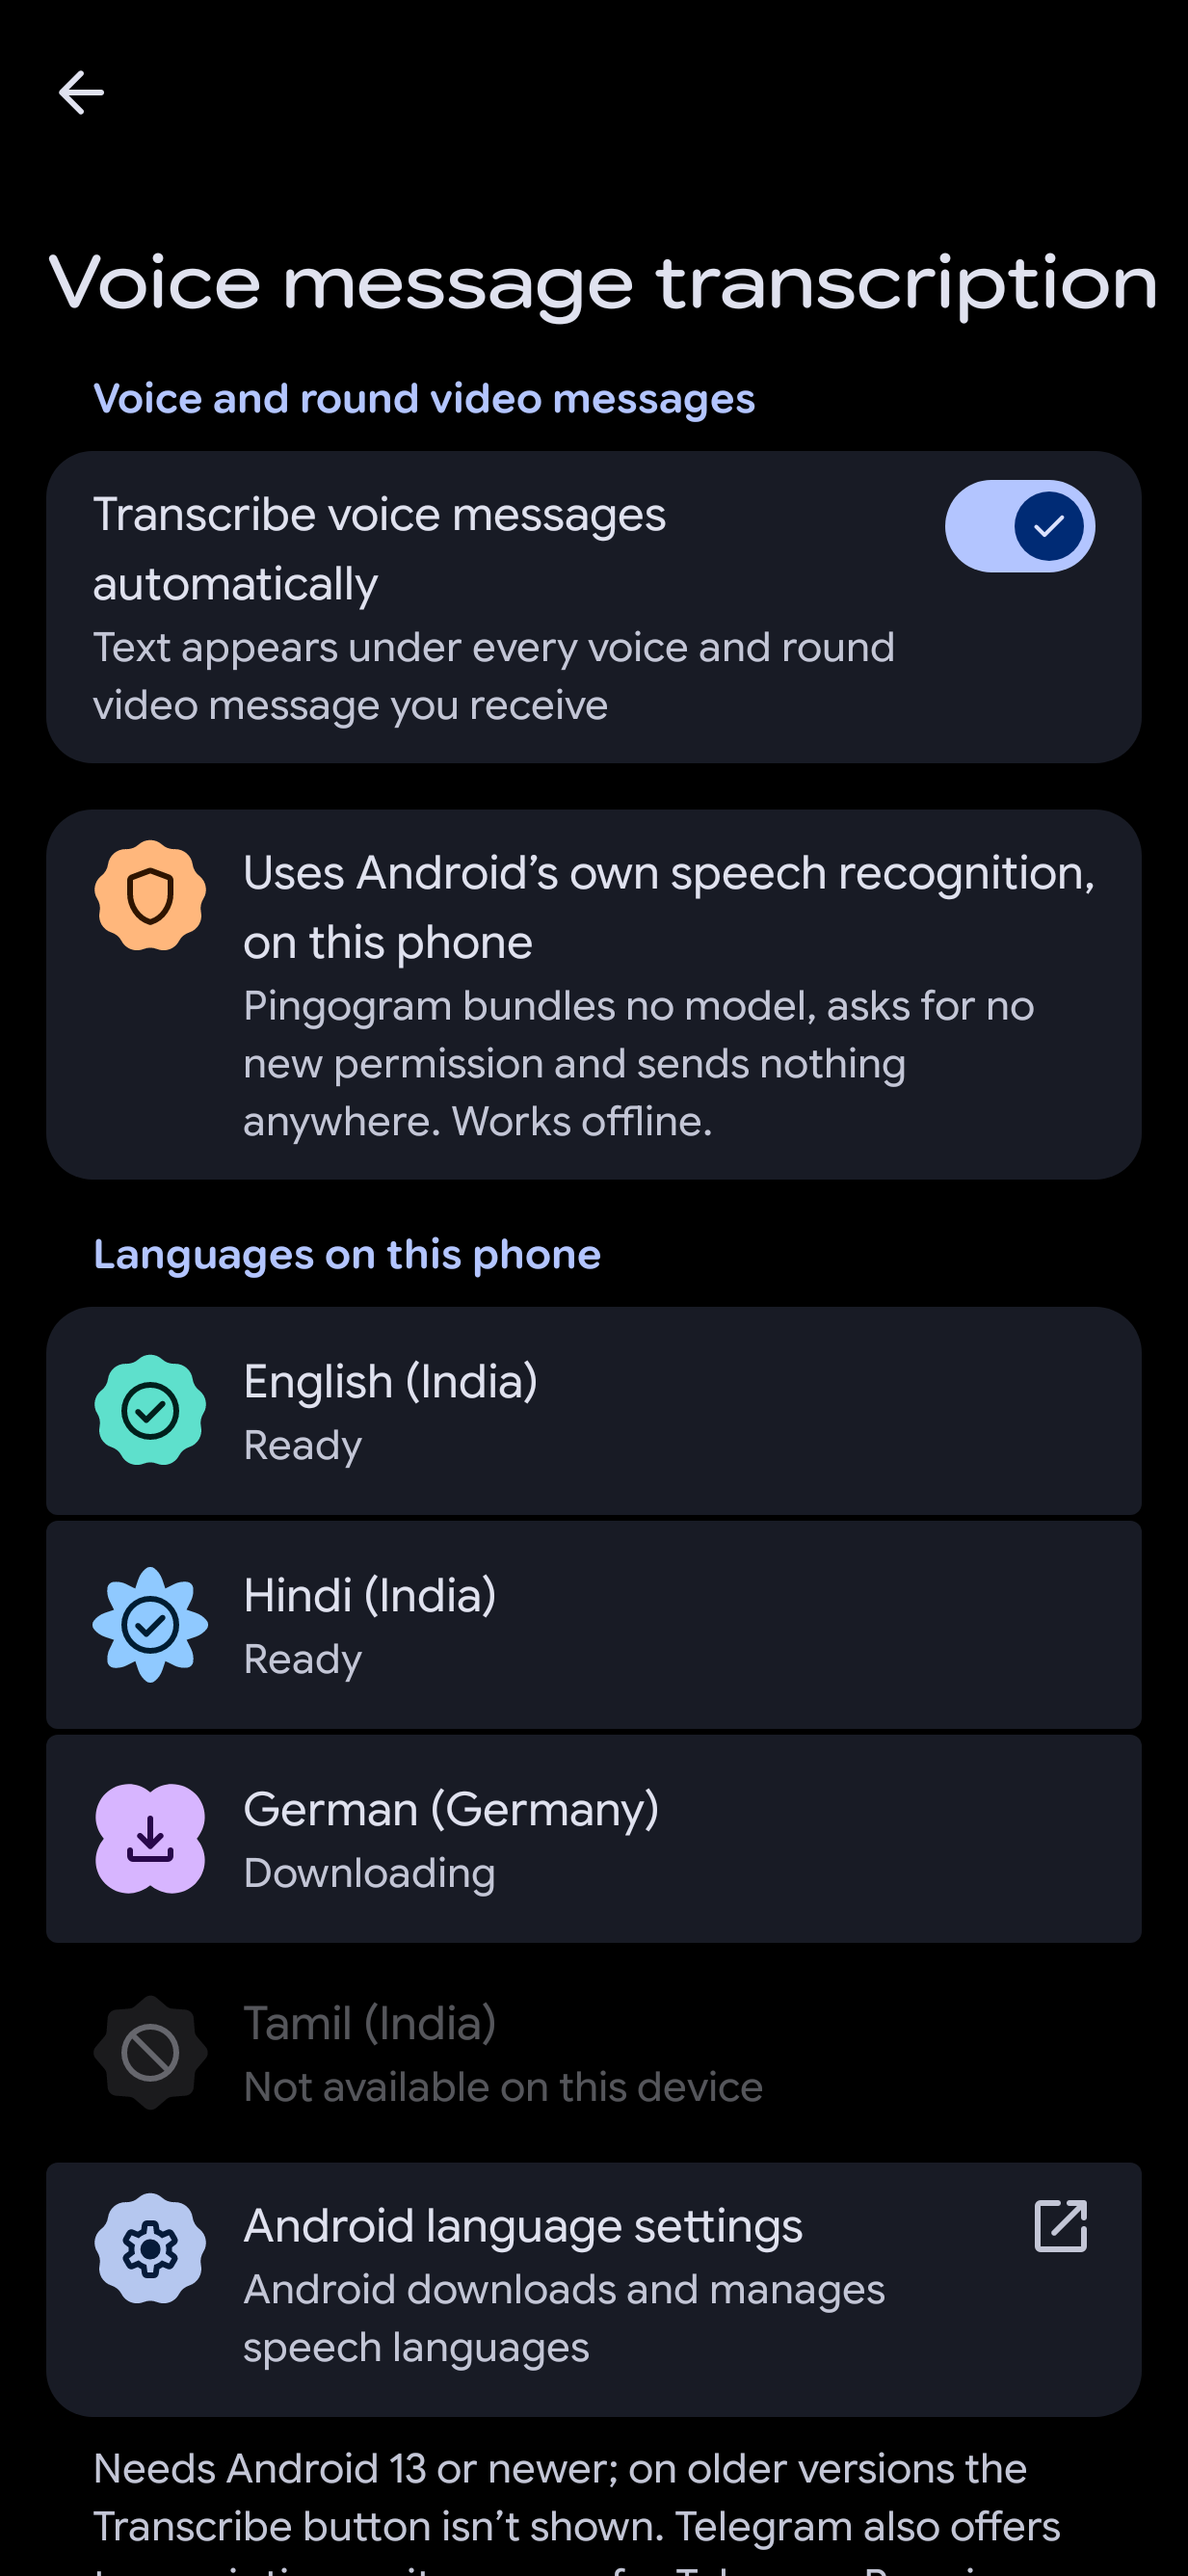 Voice message transcription
Voice and round video messages
Transcribe voice messages
automatically
Text appears under every voice and round
video message you receive
Uses Android’s own speech recognition,
on this phone
Pingogram bundles no model, asks for no
new permission and sends nothing
anywhere. Works offline.
Languages on this phone
English (India)
Ready
Hindi (India)
Ready
German (Germany)
Downloading
Tamil (India)
Not available on this device
Android language settings
Android downloads and manages
speech languages
Needs Android 13 or newer; on older versions the
Transcribe button isn’t shown. Telegram also offers